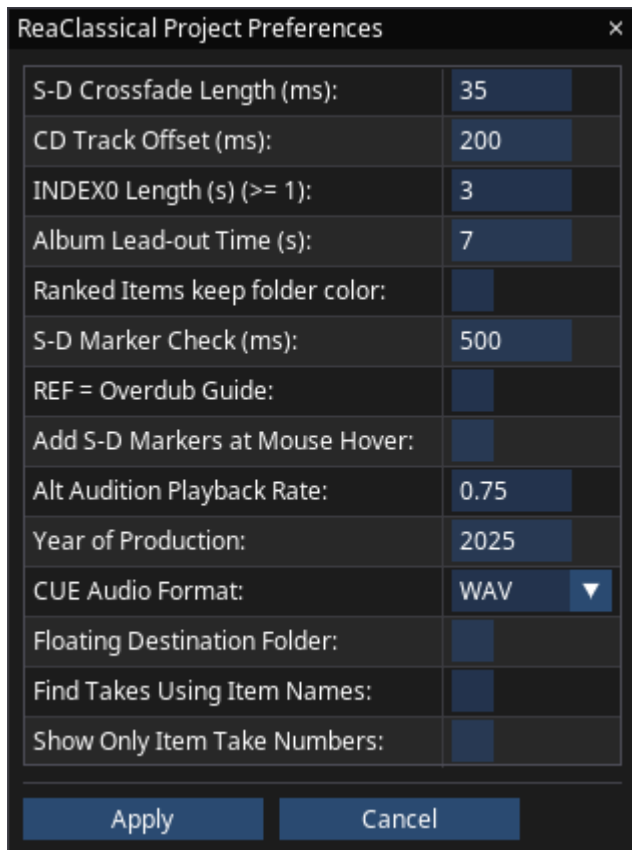 ReaClassical Project Preferences ×
S-D Crossfade Length (ms): 35
CD Track Offset (ms): 200
INDEX0 Length (s) (>= 1): 3
Album Lead-out Time (s): 7
Ranked Items keep folder color:
S-D Marker Check (ms): 500
REF = Overdub Guide:
Add S-D Markers at Mouse Hover:
Alt Audition Playback Rate: 0.75
Year of Production: 2025
CUE Audio Format: WAV ▼
Floating Destination Folder:
Find Takes Using Item Names:
Show Only Item Take Numbers:
Apply Cancel